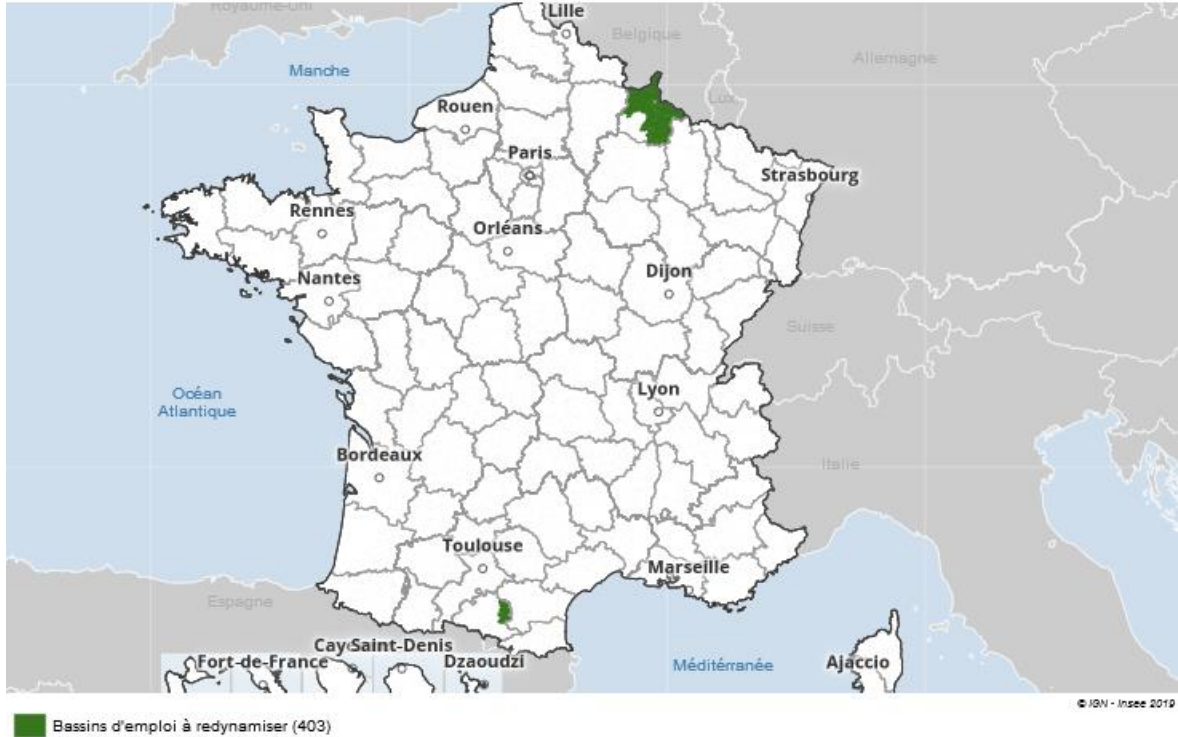 Royaume-Uni
Lille
Belgique
Allemagne
Manche
Lux
Rouen
Paris
Strasbourg
Rennes
Orléans
Nantes
Dijon
Suisse
Océan
Atlantique
Lyon
Bordeaux
Italie
Toulouse
Marseille
Espagne
Cay
Saint-Denis
Fort-de-France
Dzaoudzi
Méditérranée
Ajaccio
© IGN - Insee 2019
Bassins d'emploi à redynamiser (403)